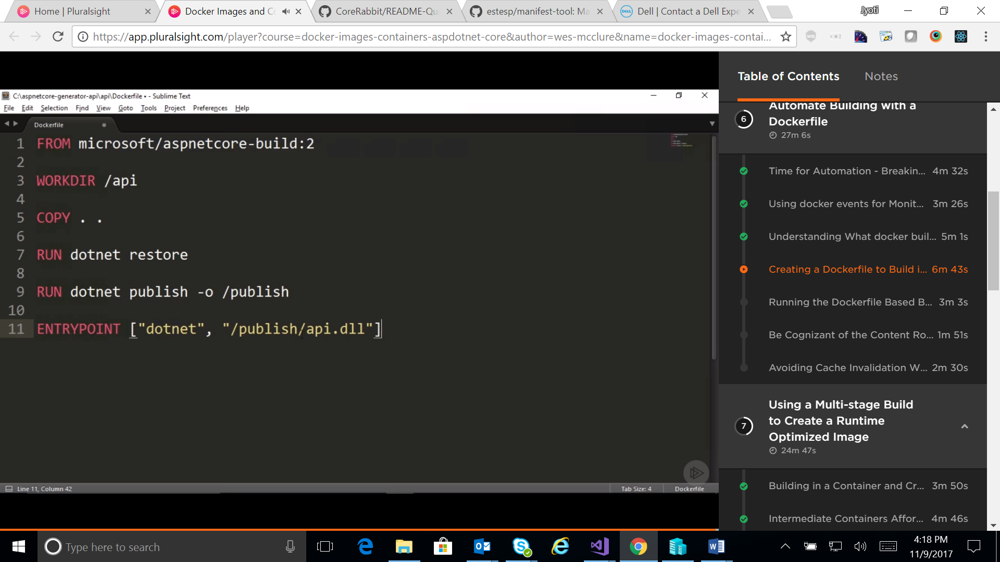 Home | Pluralsight
Docker Images and Co
CoreRabbit/README-Qu
estesp/manifest-tool: Ma
Dell | Contact a Dell Expe
Jyoti
https://app.pluralsight.com/player?course=docker-images-containers-aspdotnet-core&author=wes-mcclure&name=docker-images-contai...
Table of Contents
Notes
C:\aspnetcore-generator-api\api\Dockerfile • - Sublime Text
File Edit Selection Find View Goto Tools Project Preferences Help
Dockerfile
1 FROM microsoft/aspnetcore-build:2
2
3 WORKDIR /api
4
5 COPY . .
6
7 RUN dotnet restore
8
9 RUN dotnet publish -o /publish
10
11 ENTRYPOINT ["dotnet", "/publish/api.dll"]
Line 11, Column 42
Tab Size: 4
Dockerfile
6
Automate Building with a
Dockerfile
27m 6s
Time for Automation - Breakin... 4m 32s
Using docker events for Monit... 3m 26s
Understanding What docker buil... 5m 1s
Creating a Dockerfile to Build i... 6m 43s
Running the Dockerfile Based B... 3m 3s
Be Cognizant of the Content Ro... 1m 51s
Avoiding Cache Invalidation W... 2m 30s
7
Using a Multi-stage Build
to Create a Runtime
Optimized Image
24m 47s
Building in a Container and Cr... 3m 50s
Intermediate Containers Affor... 4m 46s
Type here to search
4:18 PM
11/9/2017